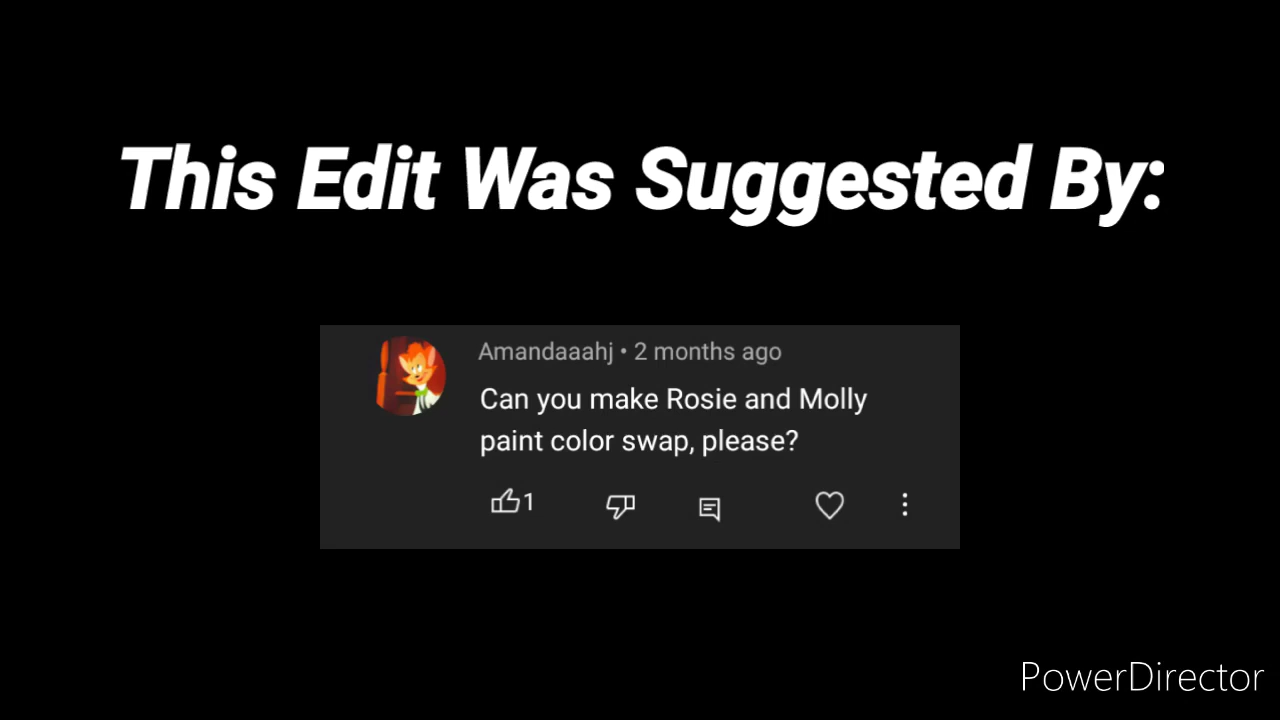 This Edit Was Suggested By:
Amandaaahj • 2 months ago
Can you make Rosie and Molly
paint color swap, please?
1
PowerDirector